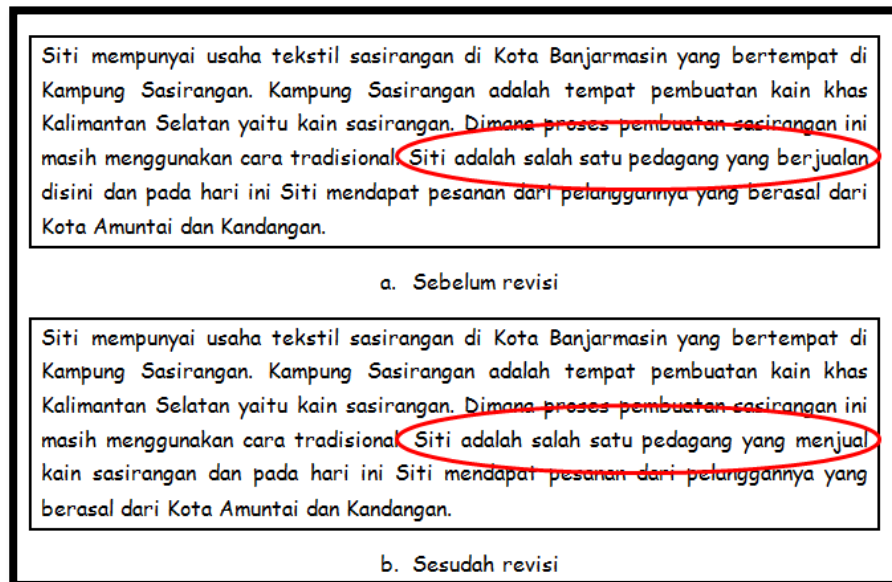 Siti mempunyai usaha tekstil sasirangan di Kota Banjarmasin yang bertempat di
Kampung Sasirangan. Kampung Sasirangan adalah tempat pembuatan kain khas
Kalimantan Selatan yaitu kain sasirangan. Dimana proses pembuatan sasirangan ini
masih menggunakan cara tradisional. Siti adalah salah satu pedagang yang berjualan
disini dan pada hari ini Siti mendapat pesanan dari pelanggannya yang berasal dari
Kota Amuntai dan Kandangan.
a. Sebelum revisi
Siti mempunyai usaha tekstil sasirangan di Kota Banjarmasin yang bertempat di
Kampung Sasirangan. Kampung Sasirangan adalah tempat pembuatan kain khas
Kalimantan Selatan yaitu kain sasirangan. Dimana proses pembuatan sasirangan ini
masih menggunakan cara tradisional. Siti adalah salah satu pedagang yang menjual
kain sasirangan dan pada hari ini Siti mendapat pesanan dari pelanggannya yang
berasal dari Kota Amuntai dan Kandangan.
b. Sesudah revisi